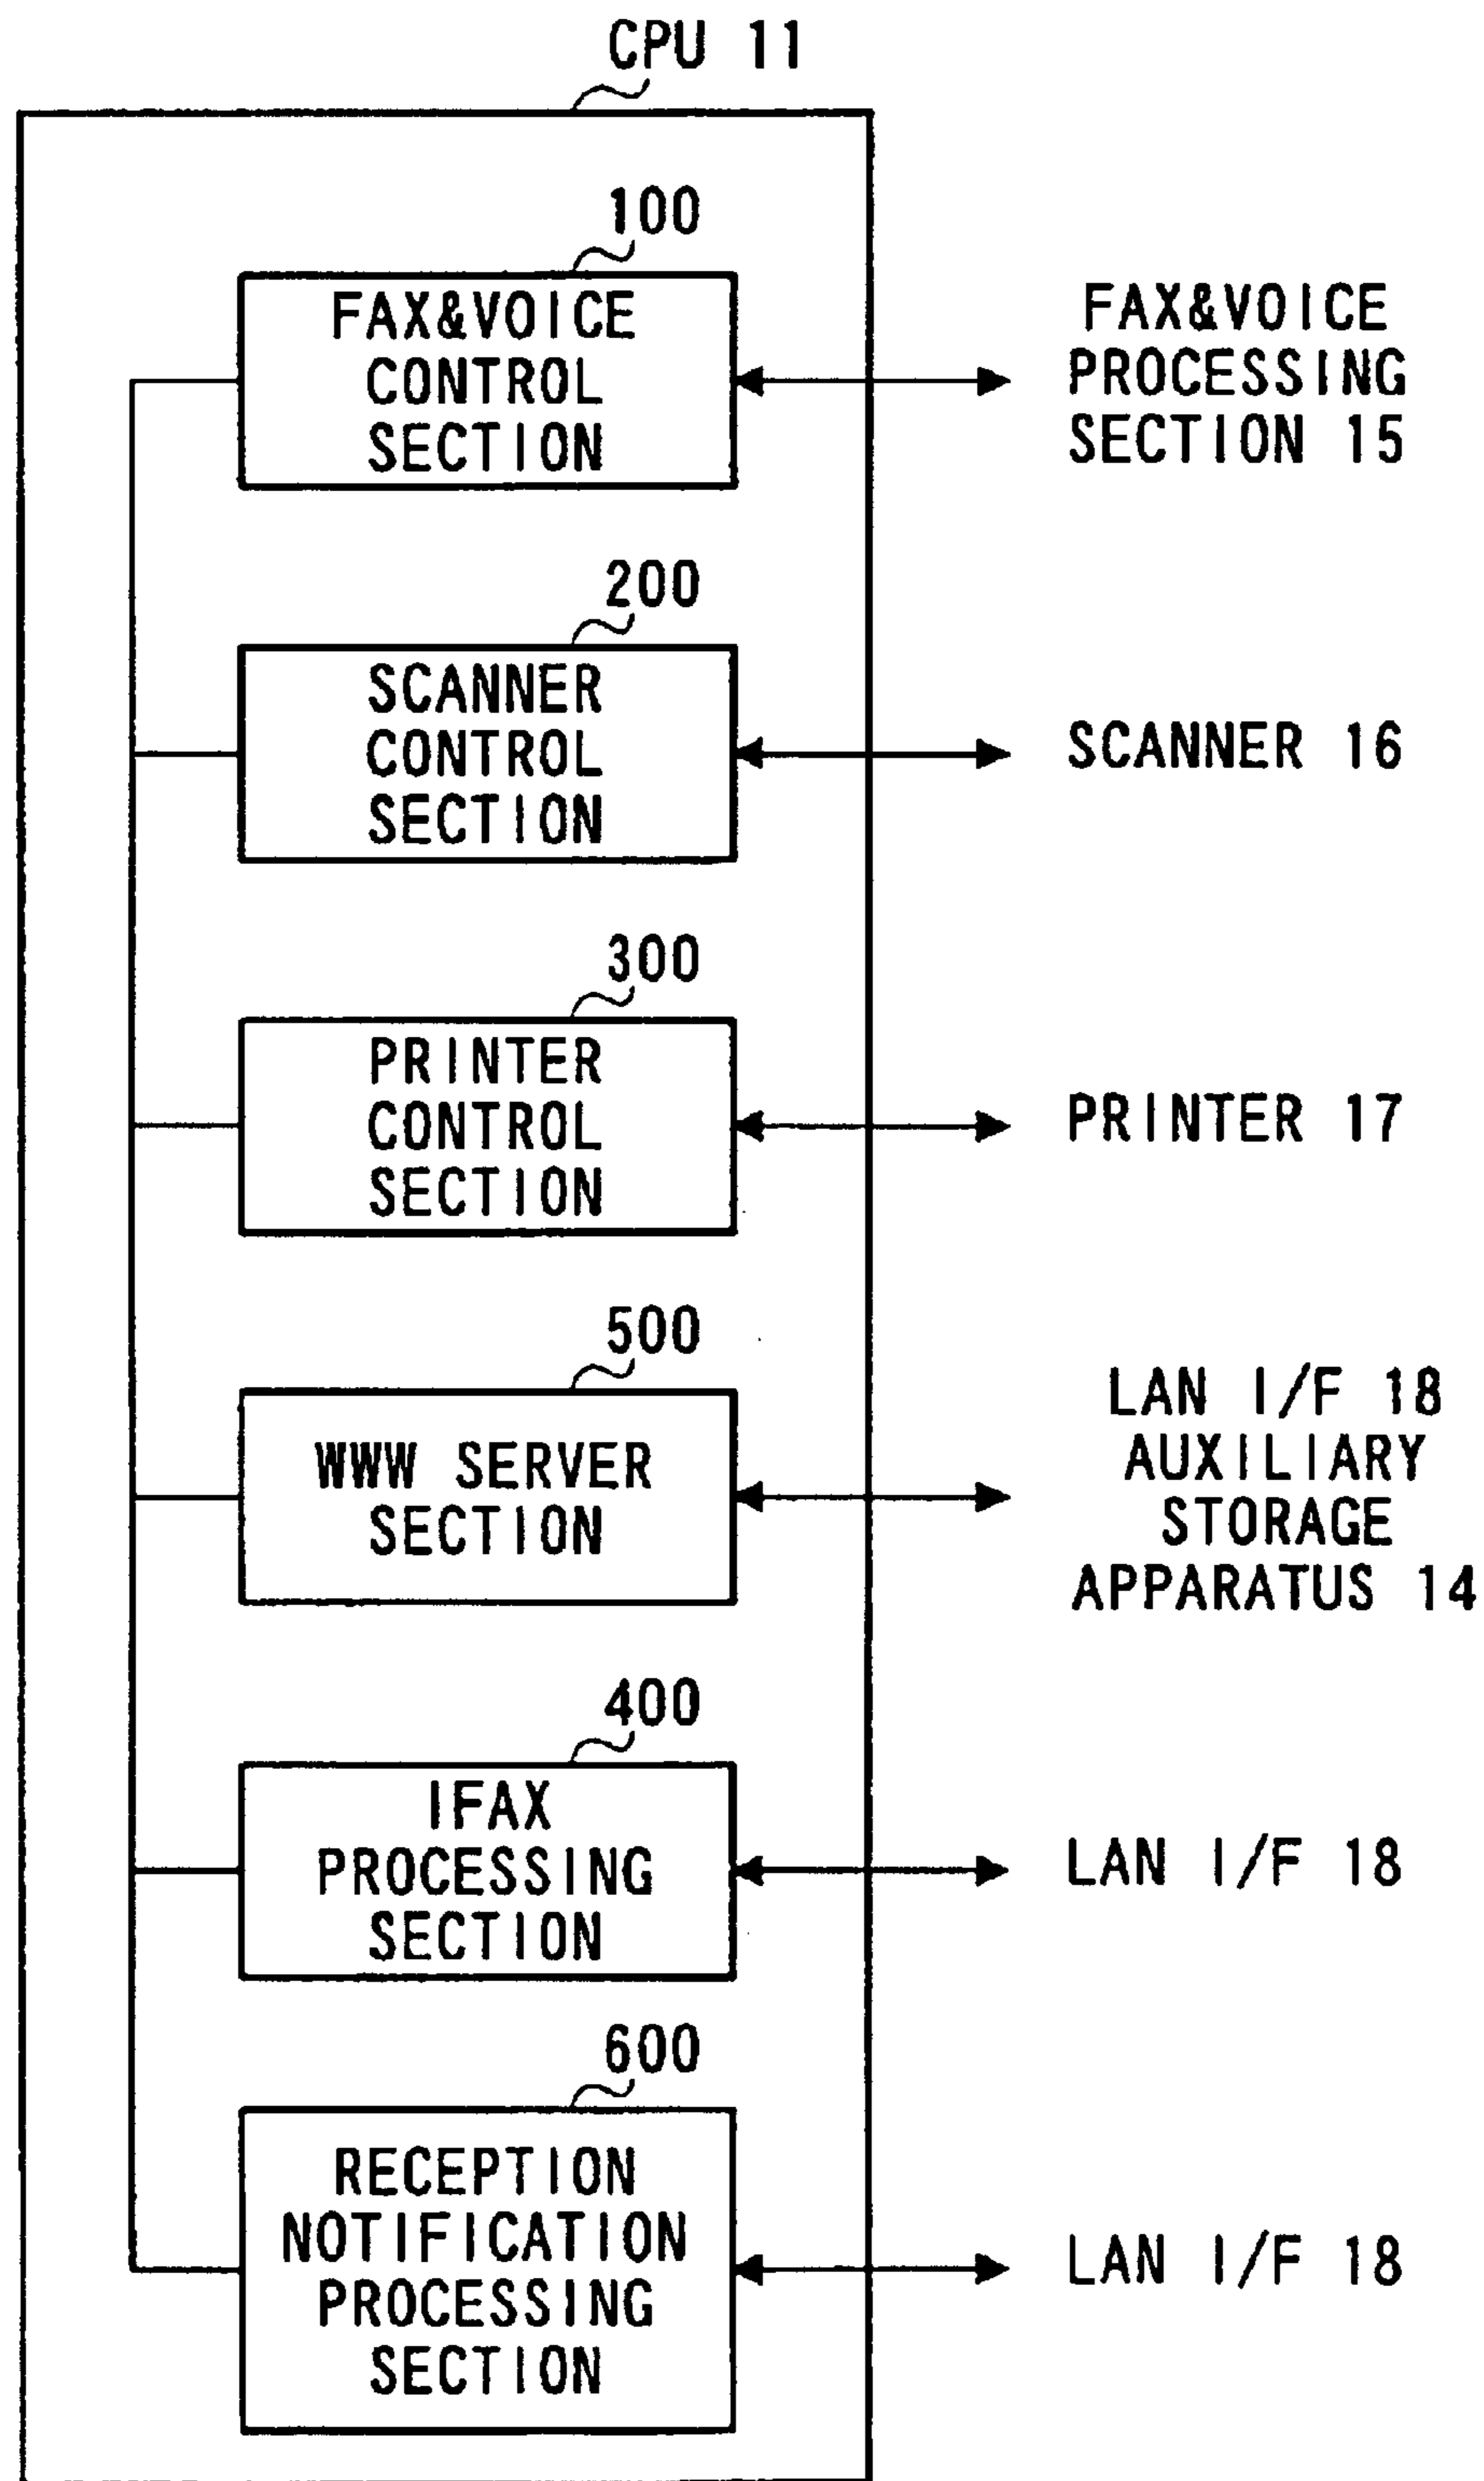 CPU 11
100
FAX&VOICE
CONTROL
SECTION
FAX&VOICE
PROCESSING
SECTION 15
200
SCANNER
CONTROL
SECTION
SCANNER 16
300
PRINTER
CONTROL
SECTION
PRINTER 17
500
WWW SERVER
SECTION
LAN I/F 18
AUXILIARY
STORAGE
APPARATUS 14
400
IFAX
PROCESSING
SECTION
LAN I/F 18
600
RECEPTION
NOTIFICATION
PROCESSING
SECTION
LAN I/F 18